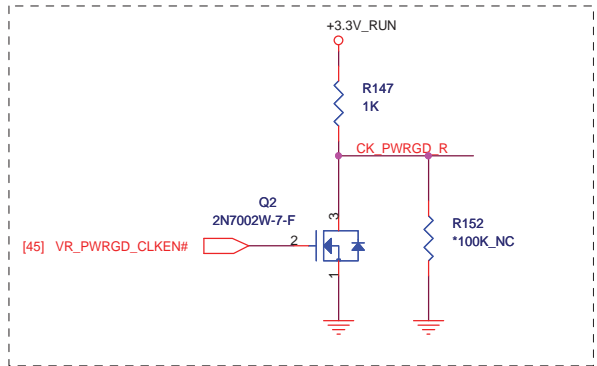 +3.3V_RUN
R147
1K
CK_PWRGD_R
Q2
2N7002W-7-F
3
R152
*100K_NC
[45] VR_PWRGD_CLKEN#
2
1